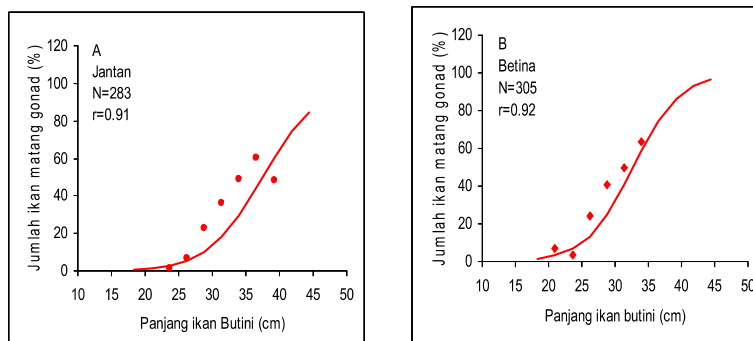 A
Jantan
N=283
r=0.91
Jumlah ikan matang gonad (%)
120
100
80
60
40
20
0
10 15 20 25 30 35 40 45 50
Panjang ikan Butini (cm)
B
Betina
N=305
r=0.92
Jumlah ikan matang gonad (%)
120
100
80
60
40
20
0
10 15 20 25 30 35 40 45 50
Panjang ikan butini (cm)